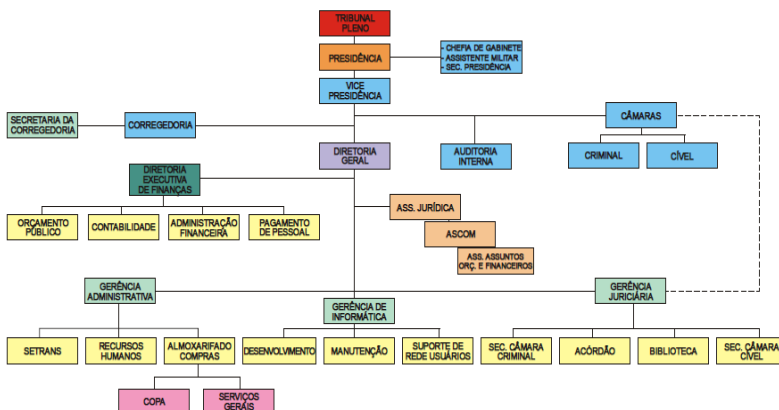 TRIBUNAL
PLENO
PRESIDÊNCIA
- CHEFIA DE GABINETE
- ASSISTENTE MILITAR
- SEC. PRESIDÊNCIA
VICE
PRESIDÊNCIA
SECRETARIA DA
CORREGEDORIA
CORREGEDORIA
CÂMARAS
DIRETORIA
GERAL
AUDITORIA
INTERNA
CRIMINAL
CÍVEL
DIRETORIA
EXECUTIVA
DE FINANÇAS
ORÇAMENTO
PÚBLICO
CONTABILIDADE
ADMINISTRAÇÃO
FINANCEIRA
PAGAMENTO
DE PESSOAL
ASS. JURÍDICA
ASCOM
ASS. ASSUNTOS
ORÇ. E FINANCEIROS
GERÊNCIA
ADMINISTRATIVA
GERÊNCIA DE
INFORMÁTICA
GERÊNCIA
JURICIÁRIA
SETRANS
RECURSOS
HUMANOS
ALMOXARIFADO
COMPRAS
DESENVOLVIMENTO
MANUTENÇÃO
SUPORTE DE
REDE USUÁRIOS
SEC. CÂMARA
CRIMINAL
ACÓRDÃO
BIBLIOTECA
SEC. CÂMARA
CÍVEL
COPA
SERVIÇOS
GERAIS